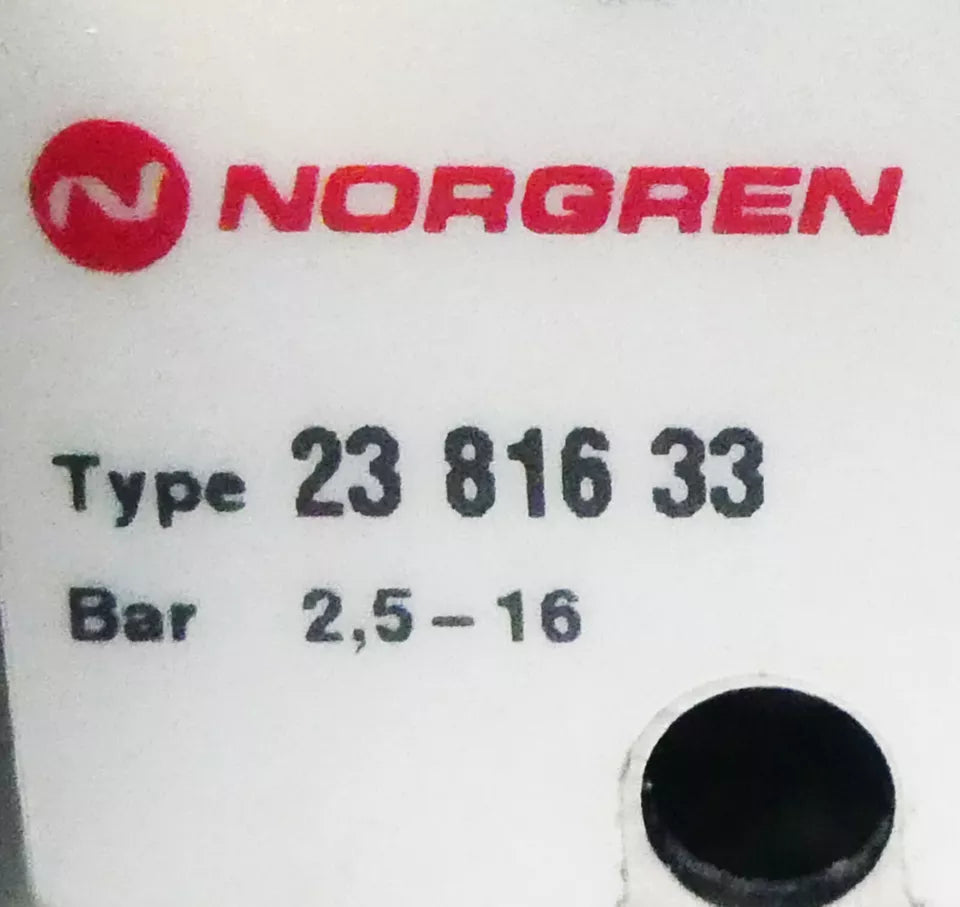 NORGREN
Type 23 816 33
Bar 2,5 – 16